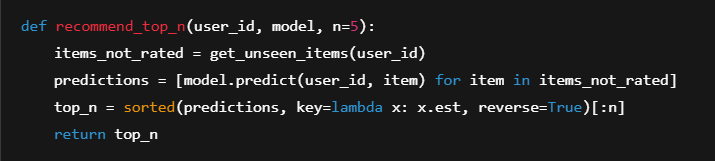 def recommend_top_n(user_id, model, n=5):
    items_not_rated = get_unseen_items(user_id)
    predictions = [model.predict(user_id, item) for item in items_not_rated]
    top_n = sorted(predictions, key=lambda x: x.est, reverse=True)[:n]
    return top_n